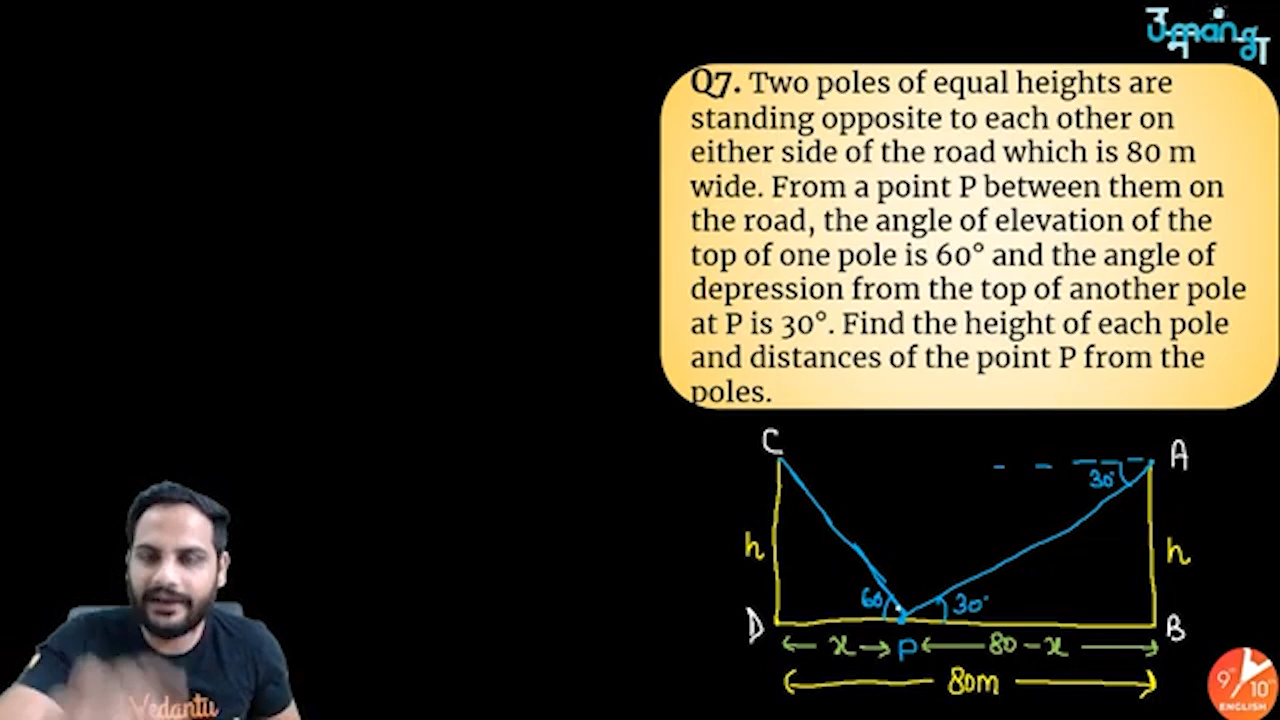 उमंग
Umang
Q7. Two poles of equal heights are
standing opposite to each other on
either side of the road which is 80 m
wide. From a point P between them on
the road, the angle of elevation of the
top of one pole is 60° and the angle of
depression from the top of another pole
at P is 30°. Find the height of each pole
and distances of the point P from the
poles.
C
A
30°
h
h
60
30°
D
B
x
P
80-x
80m
Vedantu
9 10
ENGLISH